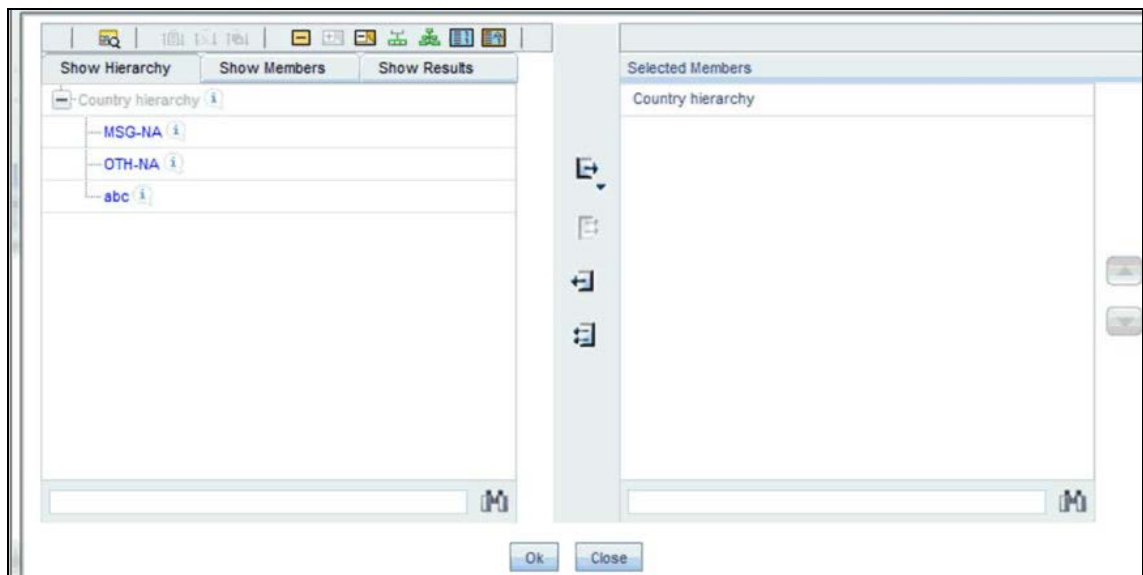 Show Hierarchy Show Members Show Results
Country hierarchy
MSG-NA
OTH-NA
abc
Selected Members
Country hierarchy
Ok Close